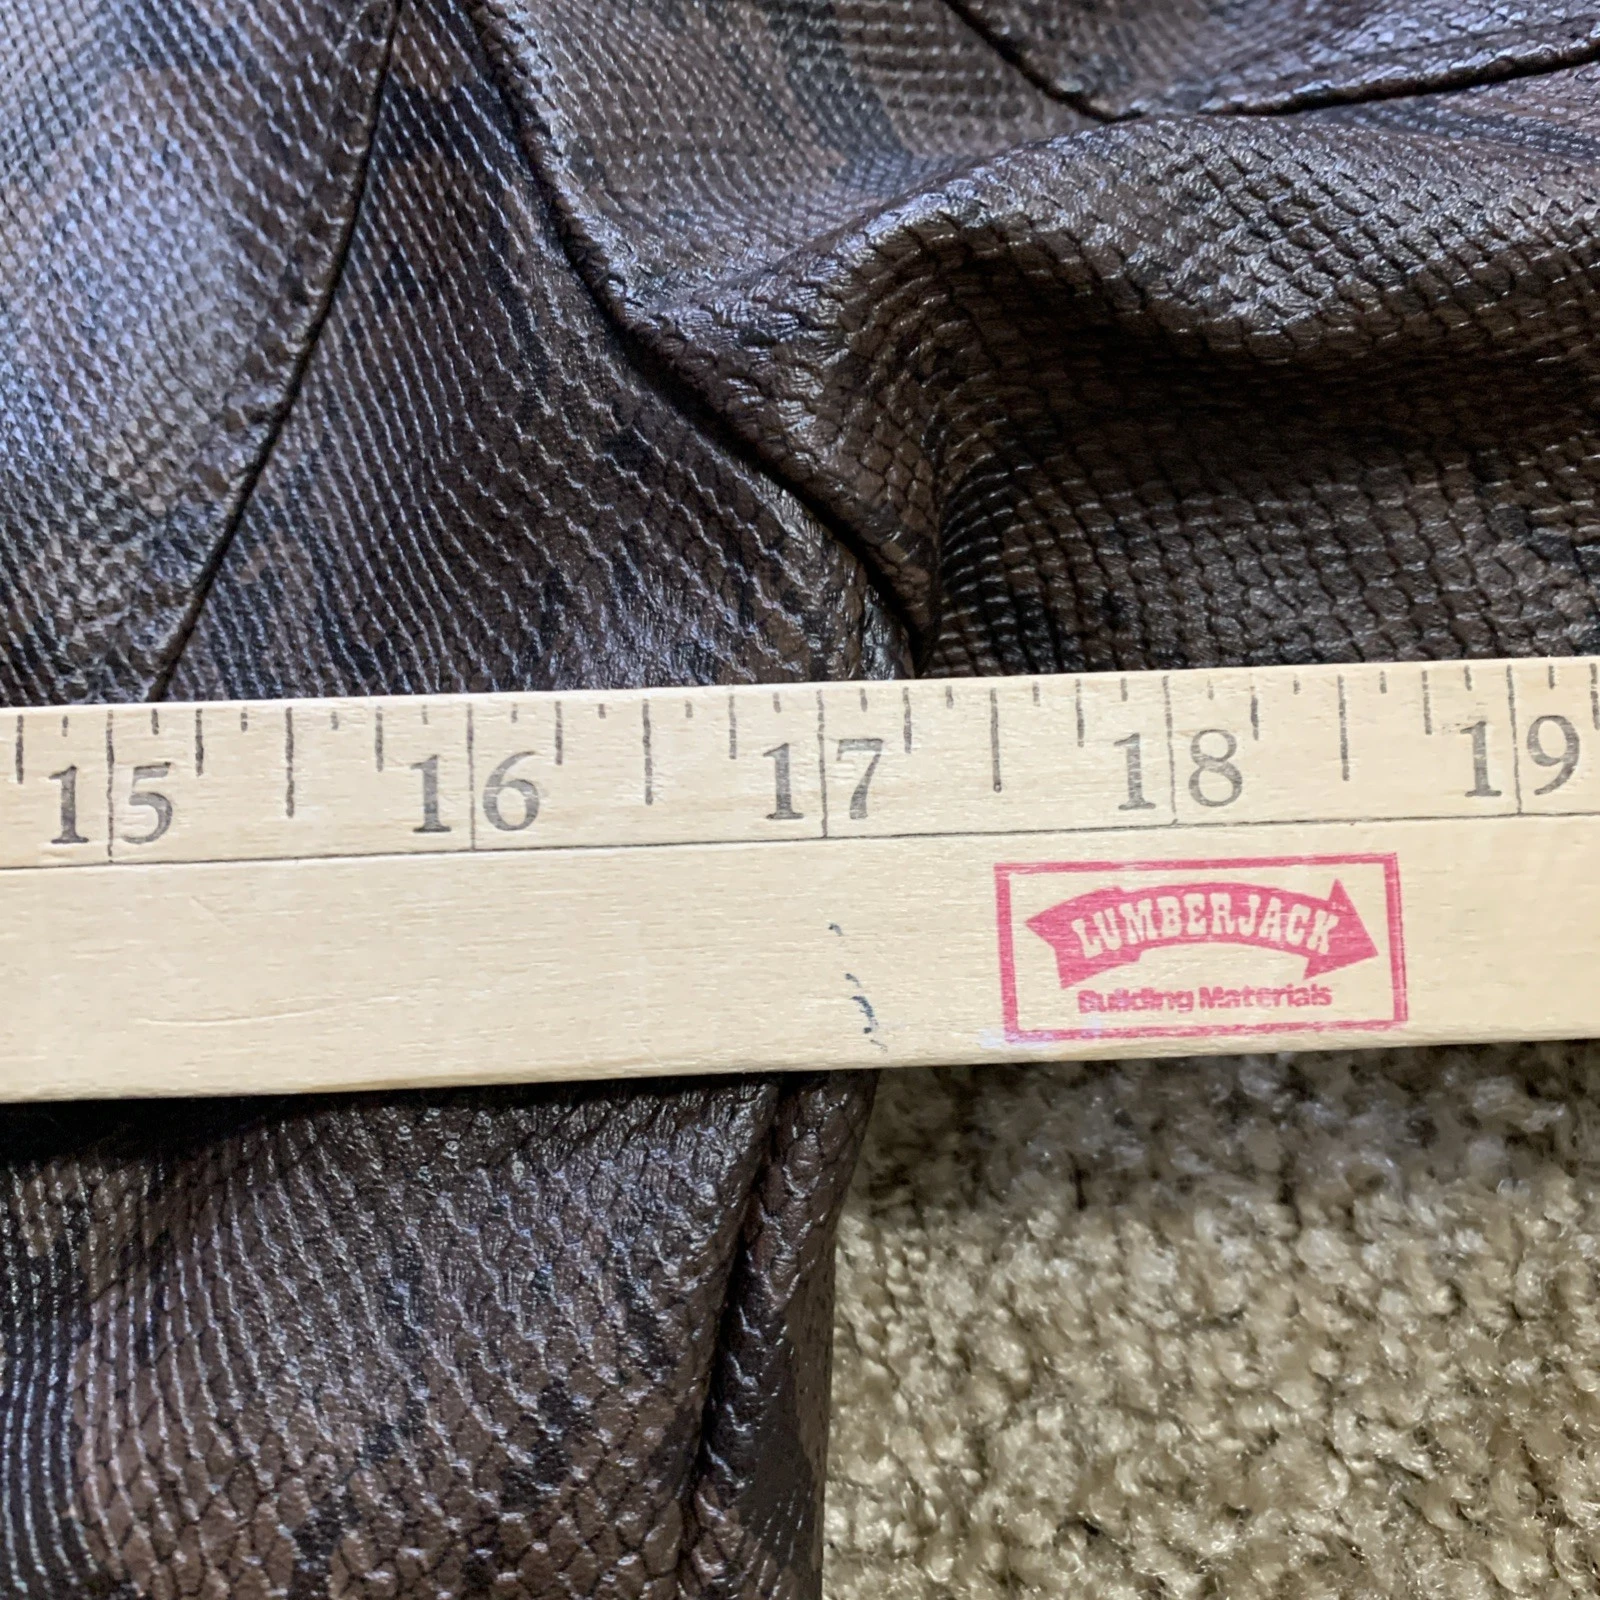 15 16 17 18 19
LUMBERJACK
Building Materials